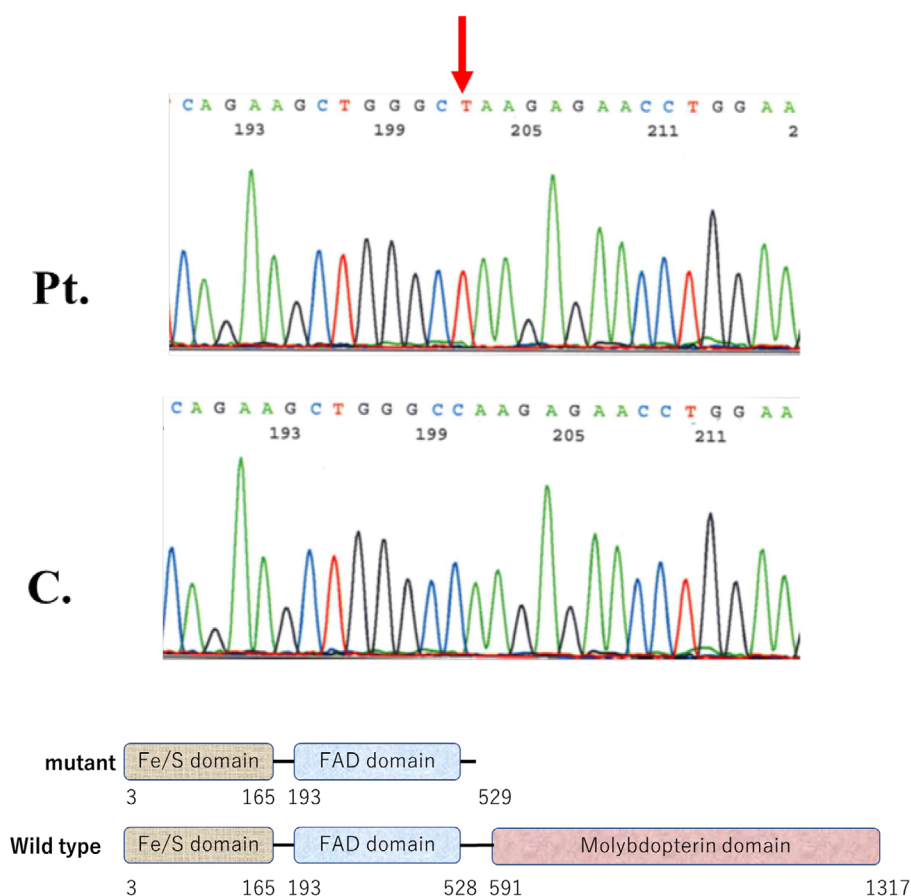 C A G A A G C T G G G C T A A G A G A A C C T G G A A
193 199 205 211 2
Pt.
C A G A A G C T G G G C C A A G A G A A C C T G G A A
193 199 205 211
C.
mutant Fe/S domain FAD domain
3 165 193 529
Wild type Fe/S domain FAD domain Molybdopterin domain
3 165 193 528 591 1317